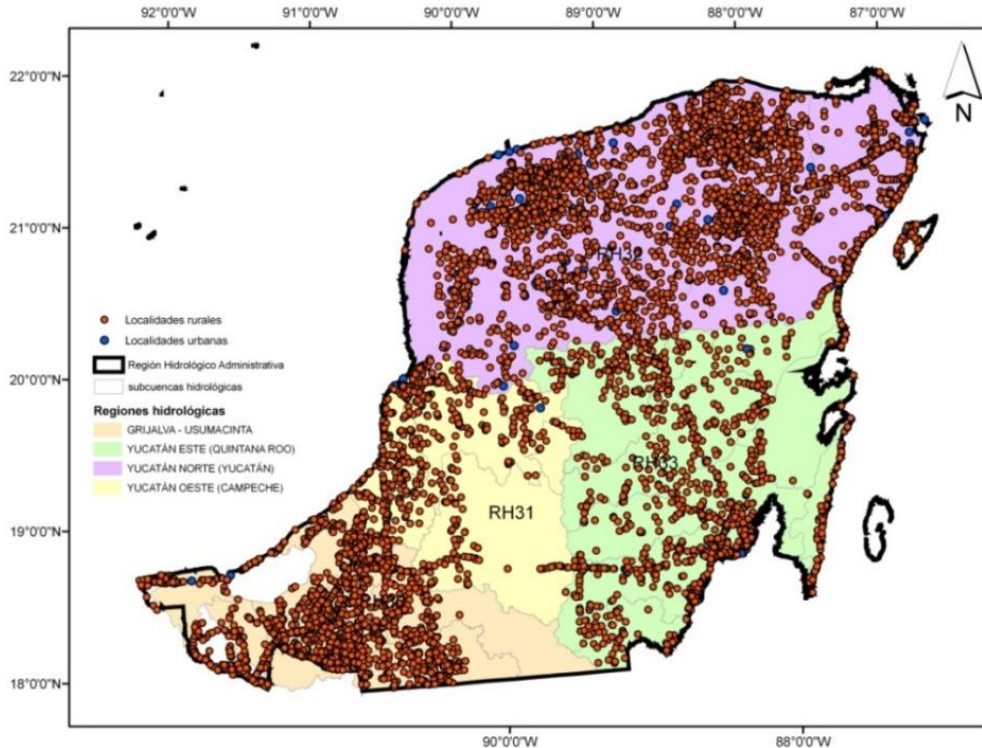 92°0'0"W 91°0'0"W 90°0'0"W 89°0'0"W 88°0'0"W 87°0'0"W
22°0'0"N
N
21°0'0"N
RH32
Localidades rurales
Localidades urbanas
Región Hidrológico Administrativa
20°0'0"N
subcuencas hidrológicas
Regiones hidrológicas
GRIJALVA - USUMACINTA
YUCATÁN ESTE (QUINTANA ROO)
YUCATÁN NORTE (YUCATÁN)
YUCATÁN OESTE (CAMPECHE)
RH33
19°0'0"N
RH31
18°0'0"N
90°0'0"W 88°0'0"W